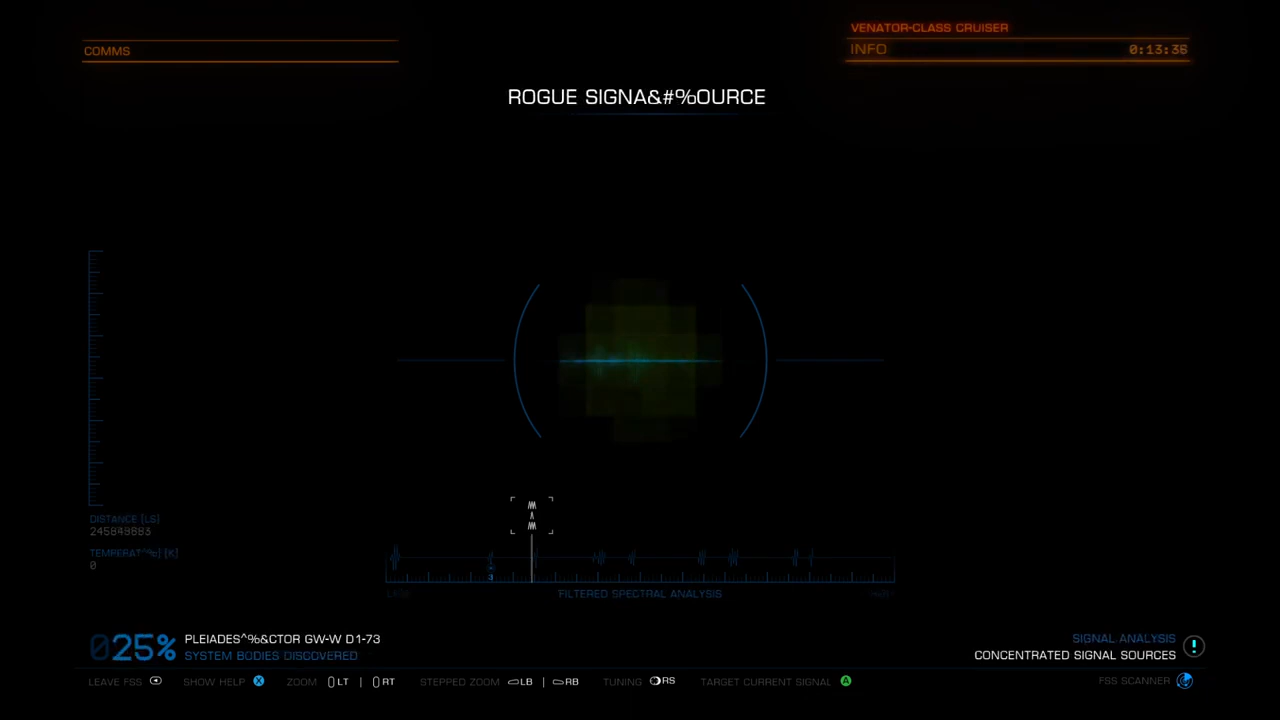 VENATOR-CLASS CRUISER
COMMS
INFO 0:13:36
ROGUE SIGNA&#%OURCE
DISTANCE [LS]
245848683
TEMPERAT^%) [K]
0
FILTERED SPECTRAL ANALYSIS
025% PLEIADES^%&CTOR GW-W D1-73
SYSTEM BODIES DISCOVERED
SIGNAL ANALYSIS
CONCENTRATED SIGNAL SOURCES
!
LEAVE FSS SHOW HELP X ZOOM LT | RT STEPPED ZOOM LB | RB TUNING RS TARGET CURRENT SIGNAL A FSS SCANNER